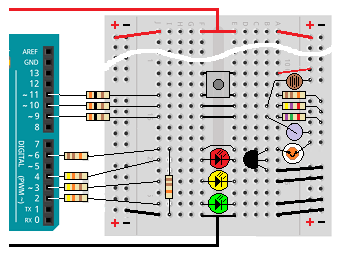 AREF
GND
13
12
~11
~10
~9
8
7
~6
~5
4
~3
2
TX 1
RX 0
DIGITAL
(PWM ~)